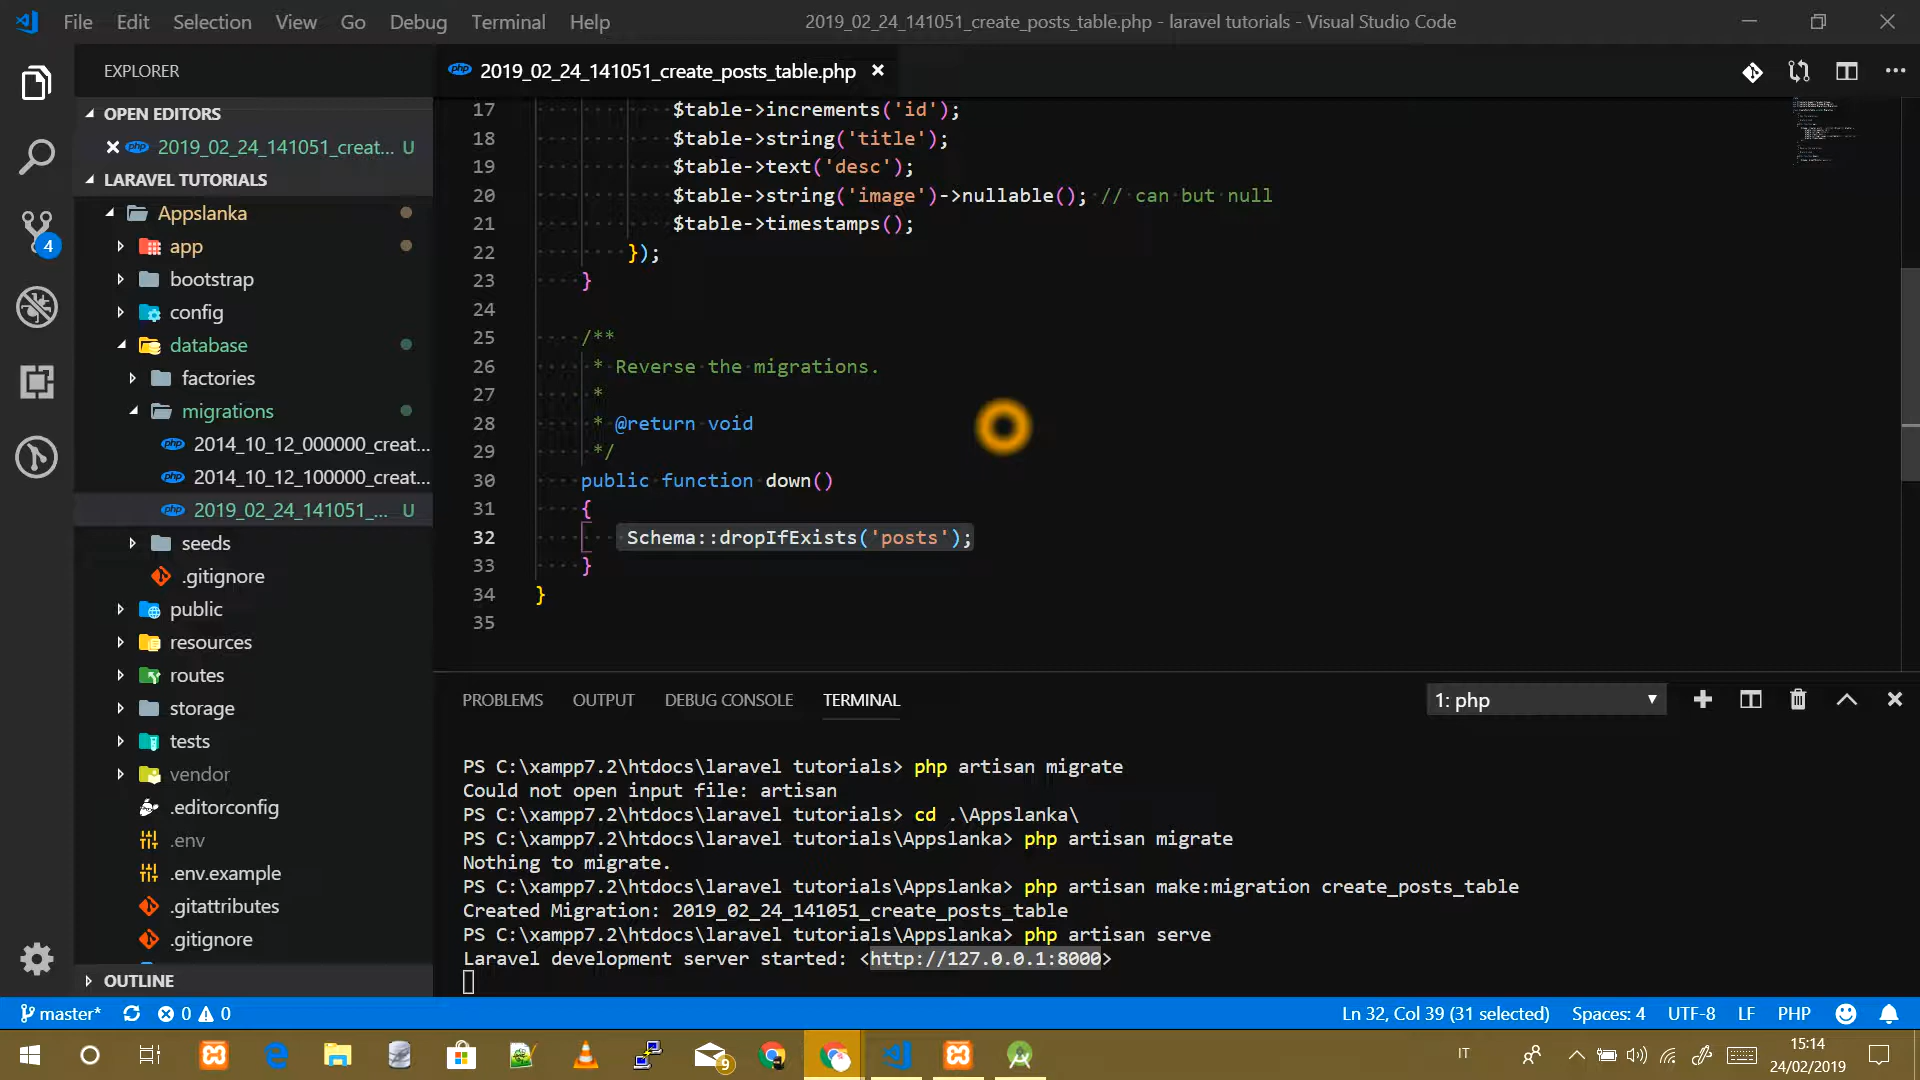 File Edit Selection View Go Debug Terminal Help
2019_02_24_141051_create_posts_table.php - laravel tutorials - Visual Studio Code
EXPLORER
OPEN EDITORS
2019_02_24_141051_creat... U
LARAVEL TUTORIALS
Appslanka
app
bootstrap
config
database
factories
migrations
2014_10_12_000000_creat...
2014_10_12_100000_creat...
2019_02_24_141051_... U
seeds
.gitignore
public
resources
routes
storage
tests
vendor
.editorconfig
.env
.env.example
.gitattributes
.gitignore
OUTLINE
4
2019_02_24_141051_create_posts_table.php
17 $table->increments('id');
18 $table->string('title');
19 $table->text('desc');
20 $table->string('image')->nullable(); // can but null
21 $table->timestamps();
22 });
23 }
24
25 /**
26 * Reverse the migrations.
27 *
28 * @return void
29 */
30 public function down()
31 {
32 Schema::dropIfExists('posts');
33 }
34 }
35
PROBLEMS OUTPUT DEBUG CONSOLE TERMINAL
1: php
PS C:\xampp7.2\htdocs\laravel tutorials> php artisan migrate
Could not open input file: artisan
PS C:\xampp7.2\htdocs\laravel tutorials> cd .\Appslanka\
PS C:\xampp7.2\htdocs\laravel tutorials\Appslanka> php artisan migrate
Nothing to migrate.
PS C:\xampp7.2\htdocs\laravel tutorials\Appslanka> php artisan make:migration create_posts_table
Created Migration: 2019_02_24_141051_create_posts_table
PS C:\xampp7.2\htdocs\laravel tutorials\Appslanka> php artisan serve
Laravel development server started: <http://127.0.0.1:8000>
master* 0 0
Ln 32, Col 39 (31 selected) Spaces: 4 UTF-8 LF PHP
9
IT
15:14
24/02/2019